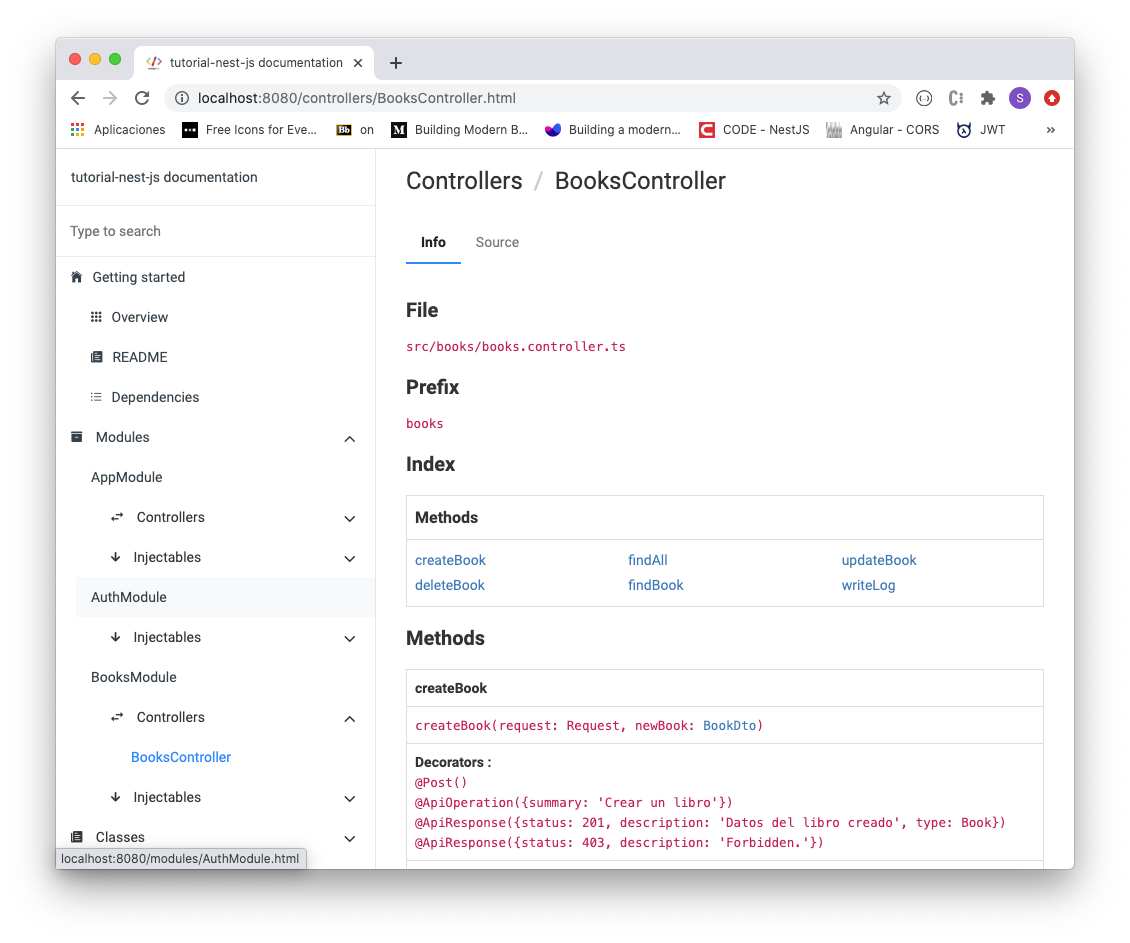 tutorial-nest-js documentation
localhost:8080/controllers/BooksController.html
S
Aplicaciones
Free Icons for Eve...
Bb on
M Building Modern B...
Building a modern...
CODE - NestJS
Angular - CORS
JWT
»
tutorial-nest-js documentation
Type to search
Getting started
Overview
README
Dependencies
Modules
AppModule
Controllers
Injectables
AuthModule
Injectables
BooksModule
Controllers
BooksController
Injectables
Classes
localhost:8080/modules/AuthModule.html
Controllers / BooksController
Info Source
File
src/books/books.controller.ts
Prefix
books
Index
Methods
createBook findAll updateBook
deleteBook findBook writeLog
Methods
createBook
createBook(request: Request, newBook: BookDto)
Decorators :
@Post()
@ApiOperation({summary: 'Crear un libro'})
@ApiResponse({status: 201, description: 'Datos del libro creado', type: Book})
@ApiResponse({status: 403, description: 'Forbidden.'})